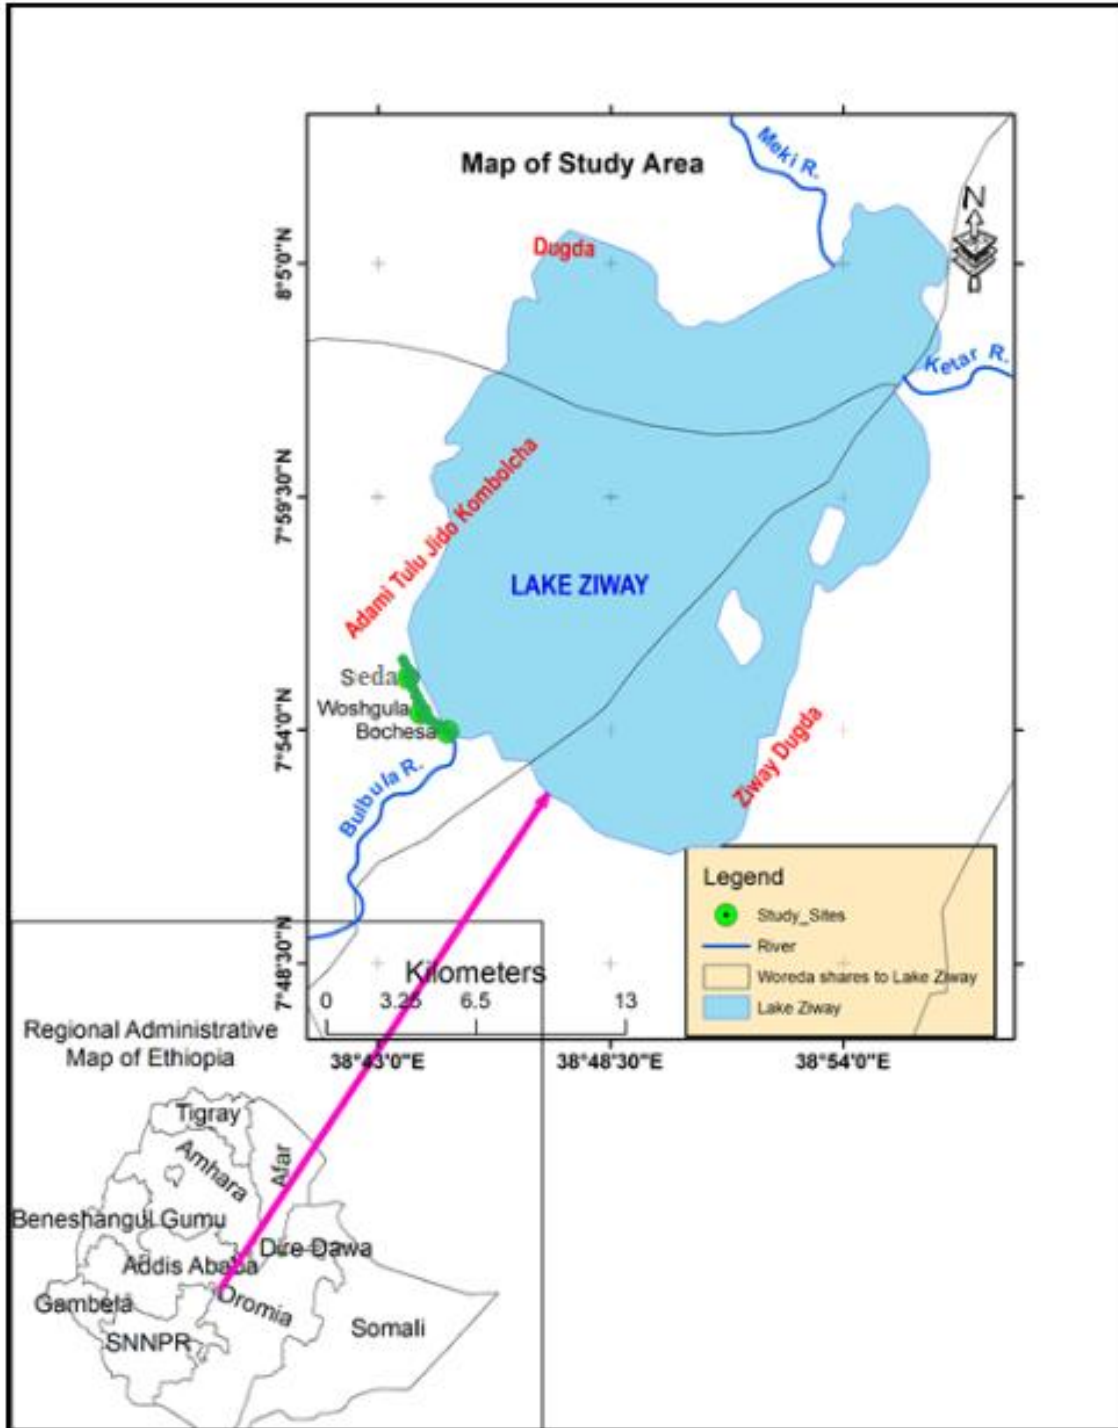 Map of Study Area
Meki R.
N
Dugda
8°5'0"N
Ketar R.
7°59'30"N
Adami Tulu Jido Kombolcha
LAKE ZIWAY
Seda
Woshgula
Bochesa
7°54'0"N
Bulbula R.
Ziway Dugda
Legend
Study_Sites
River
Woreda shares to Lake Ziway
Lake Ziway
7°48'30"N
Kilometers
0 3.25 6.5 13
38°43'0"E 38°48'30"E 38°54'0"E
Regional Administrative
Map of Ethiopia
Tigray
Amhara
Afar
Beneshangul Gumu
Dire Dawa
Addis Ababa
Gambela
Oromia
Somali
SNNPR